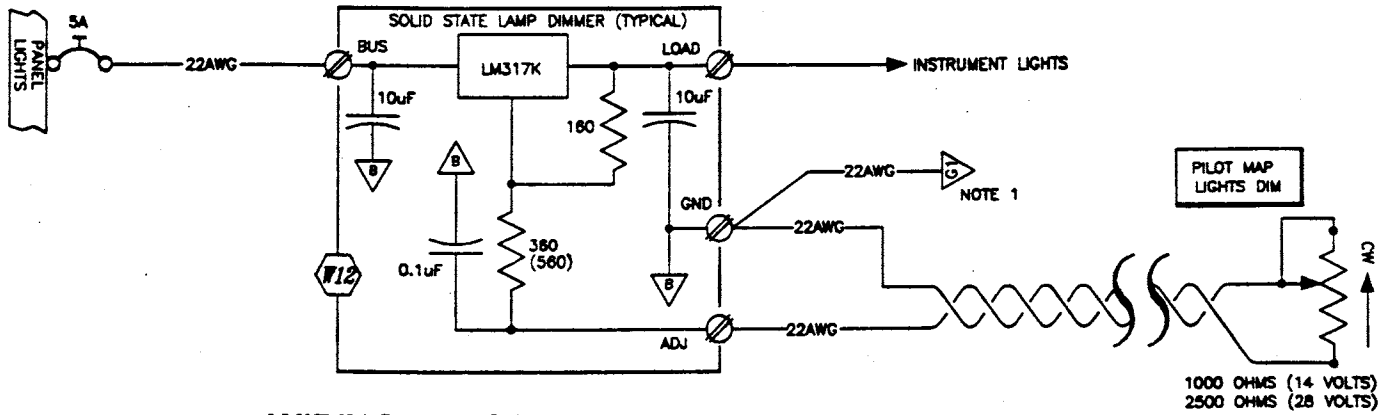 5A
PANEL
LIGHTS
22AWG
SOLID STATE LAMP DIMMER (TYPICAL)
BUS
LM317K
LOAD
INSTRUMENT LIGHTS
10uF
160
10uF
B
B
22AWG
G1
NOTE 1
PILOT MAP
LIGHTS DIM
GND
22AWG
360
(560)
0.1uF
W12
B
CW
ADJ
22AWG
1000 OHMS (14 VOLTS)
2500 OHMS (28 VOLTS)